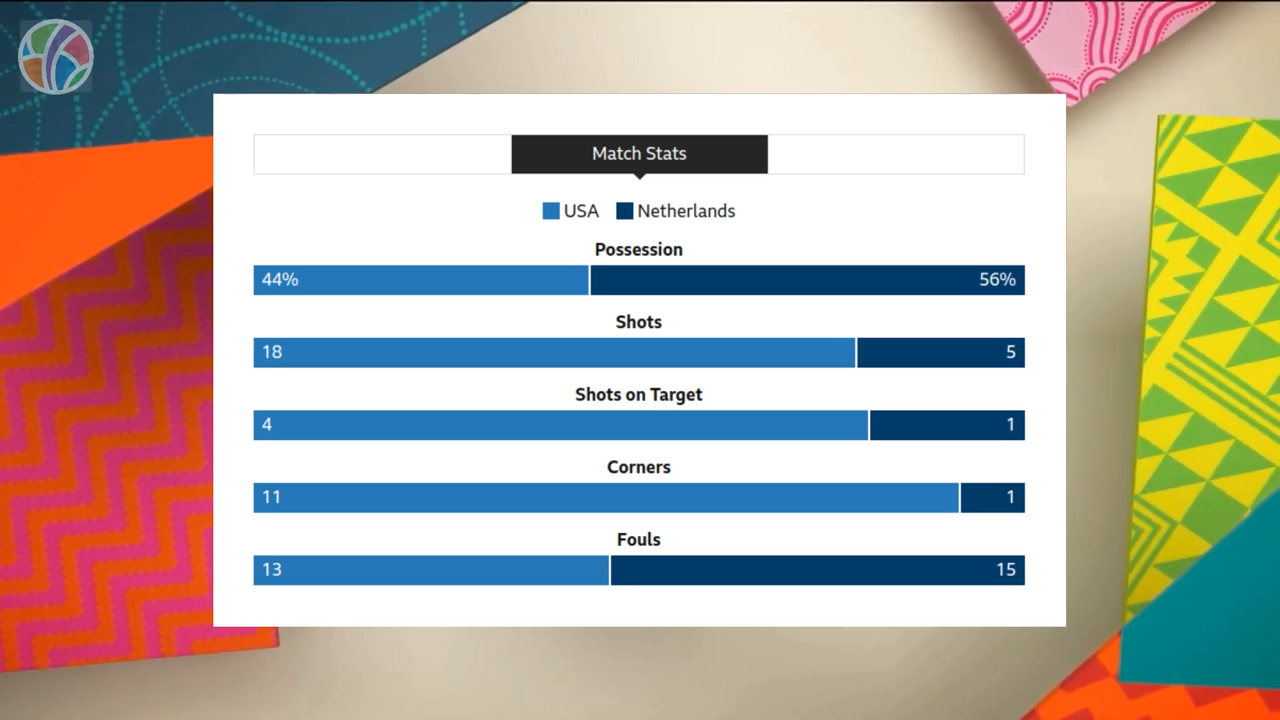 Match Stats
USA Netherlands
Possession
44% 56%
Shots
18 5
Shots on Target
4 1
Corners
11 1
Fouls
13 15